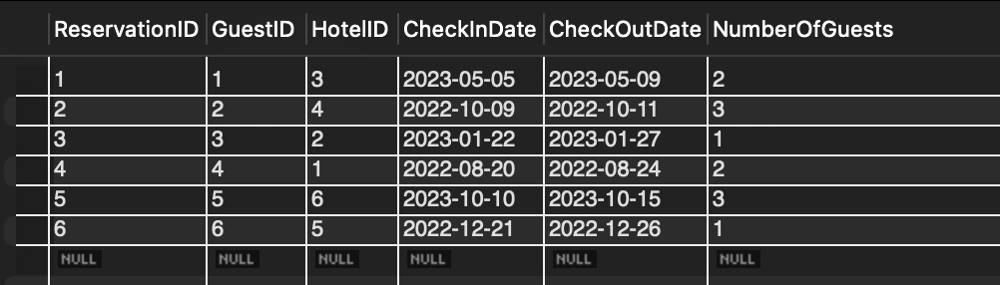 ReservationID GuestID HotelID CheckInDate CheckOutDate NumberOfGuests
1 1 3 2023-05-05 2023-05-09 2
2 2 4 2022-10-09 2022-10-11 3
3 3 2 2023-01-22 2023-01-27 1
4 4 1 2022-08-20 2022-08-24 2
5 5 6 2023-10-10 2023-10-15 3
6 6 5 2022-12-21 2022-12-26 1
NULL NULL NULL NULL NULL NULL